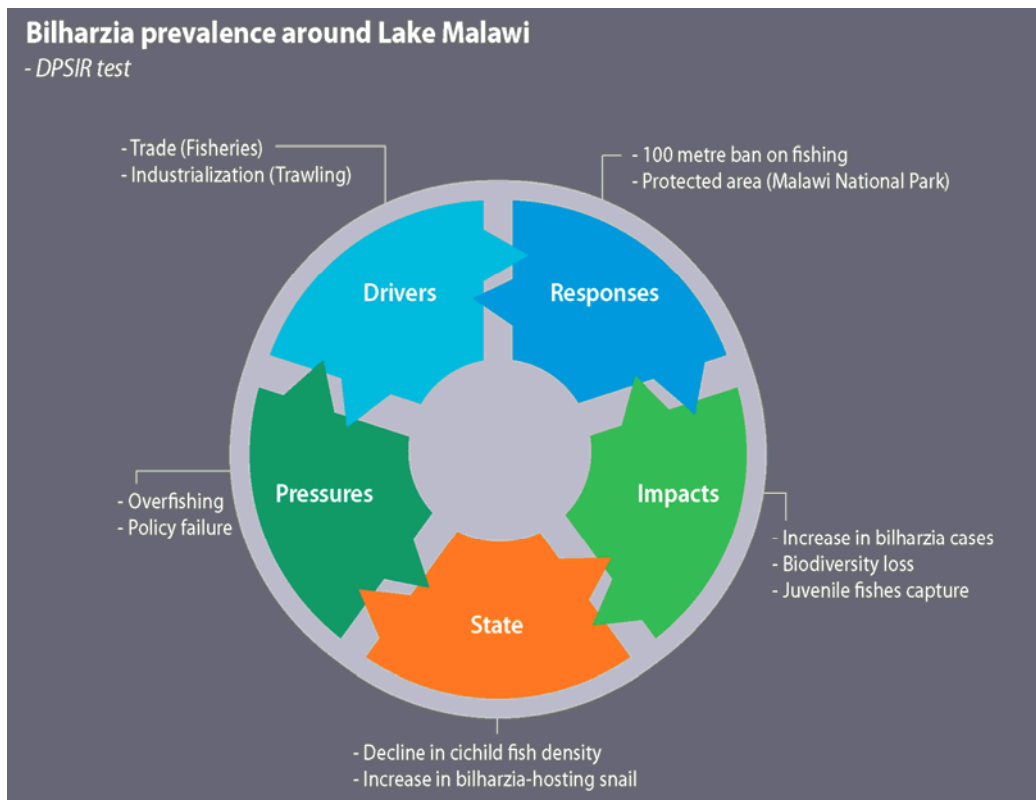 Bilharzia prevalence around Lake Malawi
- DPSIR test
- Trade (Fisheries)
- Industrialization (Trawling)
- 100 metre ban on fishing
- Protected area (Malawi National Park)
Drivers
Responses
Pressures
Impacts
- Overfishing
- Policy failure
- Increase in bilharzia cases
- Biodiversity loss
- Juvenile fishes capture
State
- Decline in cichild fish density
- Increase in bilharzia-hosting snail